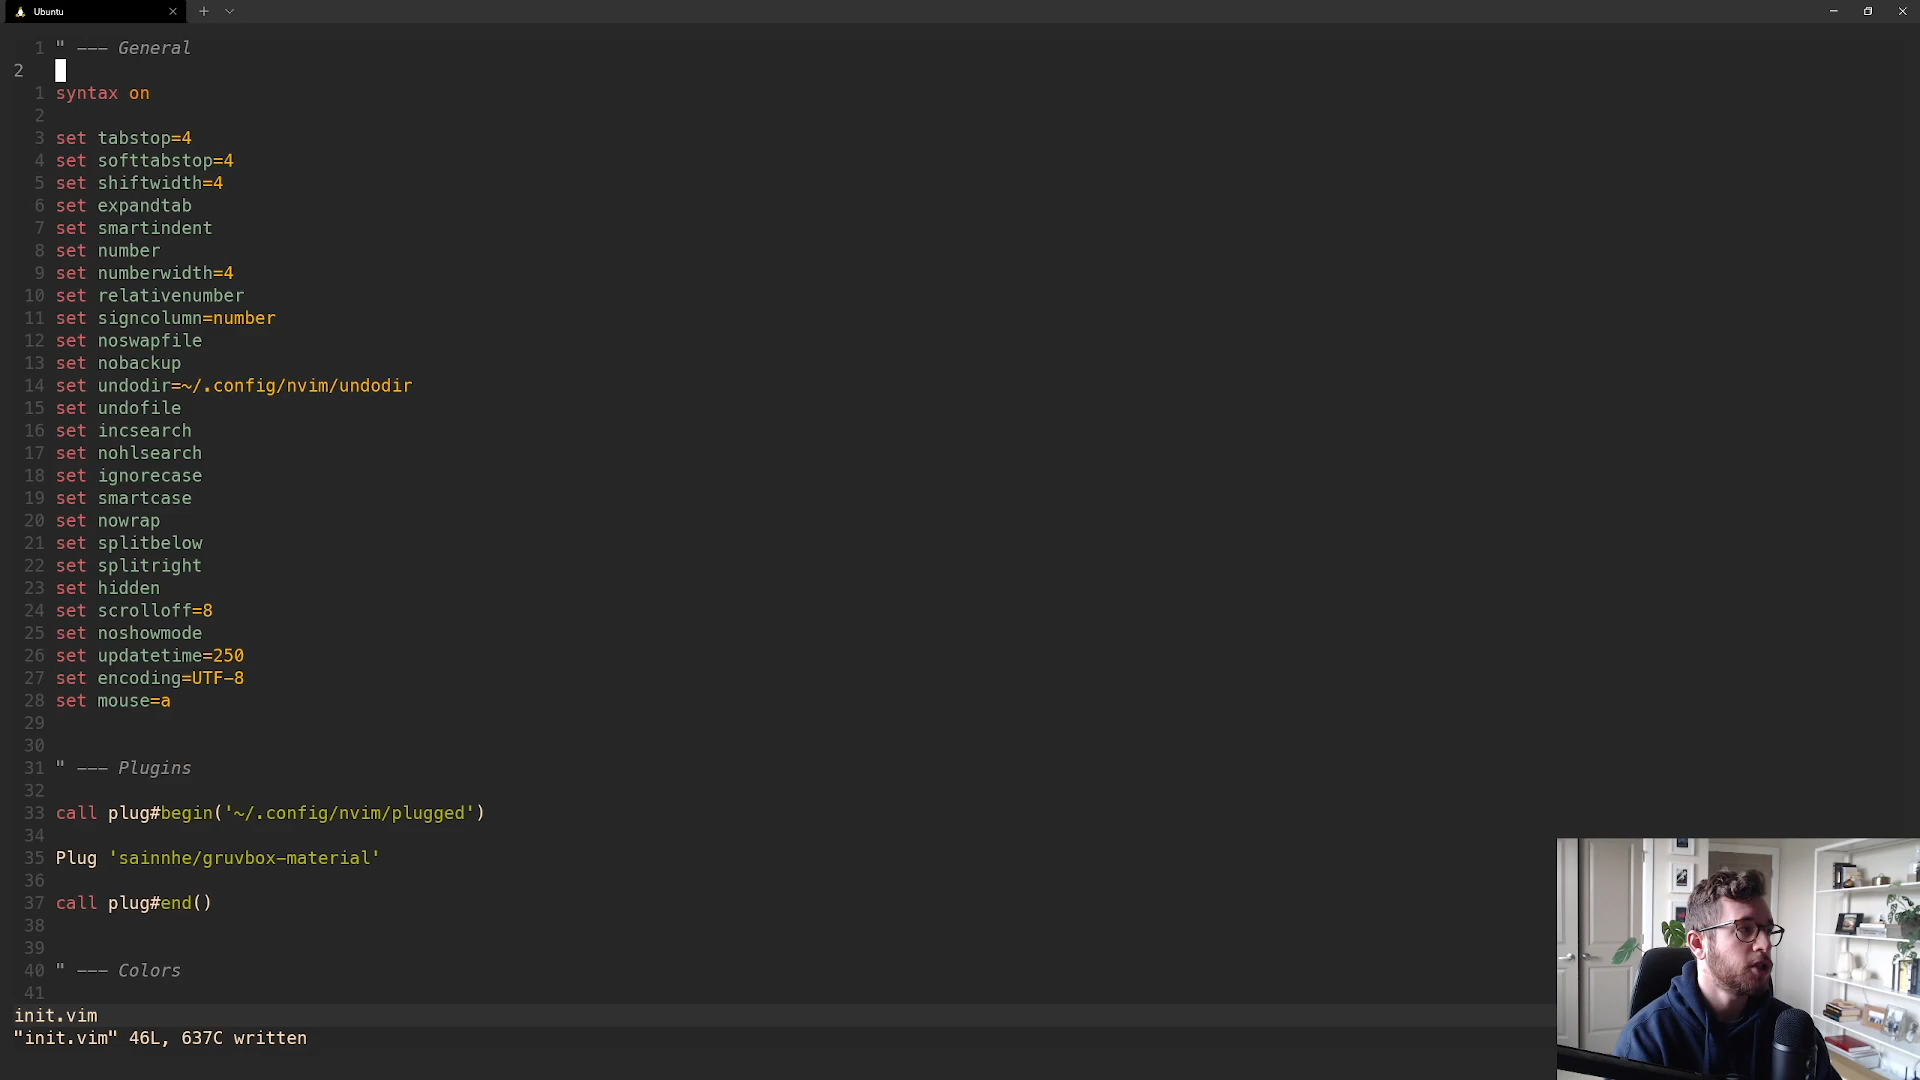 Ubuntu
1 " --- General
2
1 syntax on
2
3 set tabstop=4
4 set softtabstop=4
5 set shiftwidth=4
6 set expandtab
7 set smartindent
8 set number
9 set numberwidth=4
10 set relativenumber
11 set signcolumn=number
12 set noswapfile
13 set nobackup
14 set undodir=~/.config/nvim/undodir
15 set undofile
16 set incsearch
17 set nohlsearch
18 set ignorecase
19 set smartcase
20 set nowrap
21 set splitbelow
22 set splitright
23 set hidden
24 set scrolloff=8
25 set noshowmode
26 set updatetime=250
27 set encoding=UTF-8
28 set mouse=a
29
30
31 " --- Plugins
32
33 call plug#begin('~/.config/nvim/plugged')
34
35 Plug 'sainnhe/gruvbox-material'
36
37 call plug#end()
38
39
40 " --- Colors
41
init.vim
"init.vim" 46L, 637C written